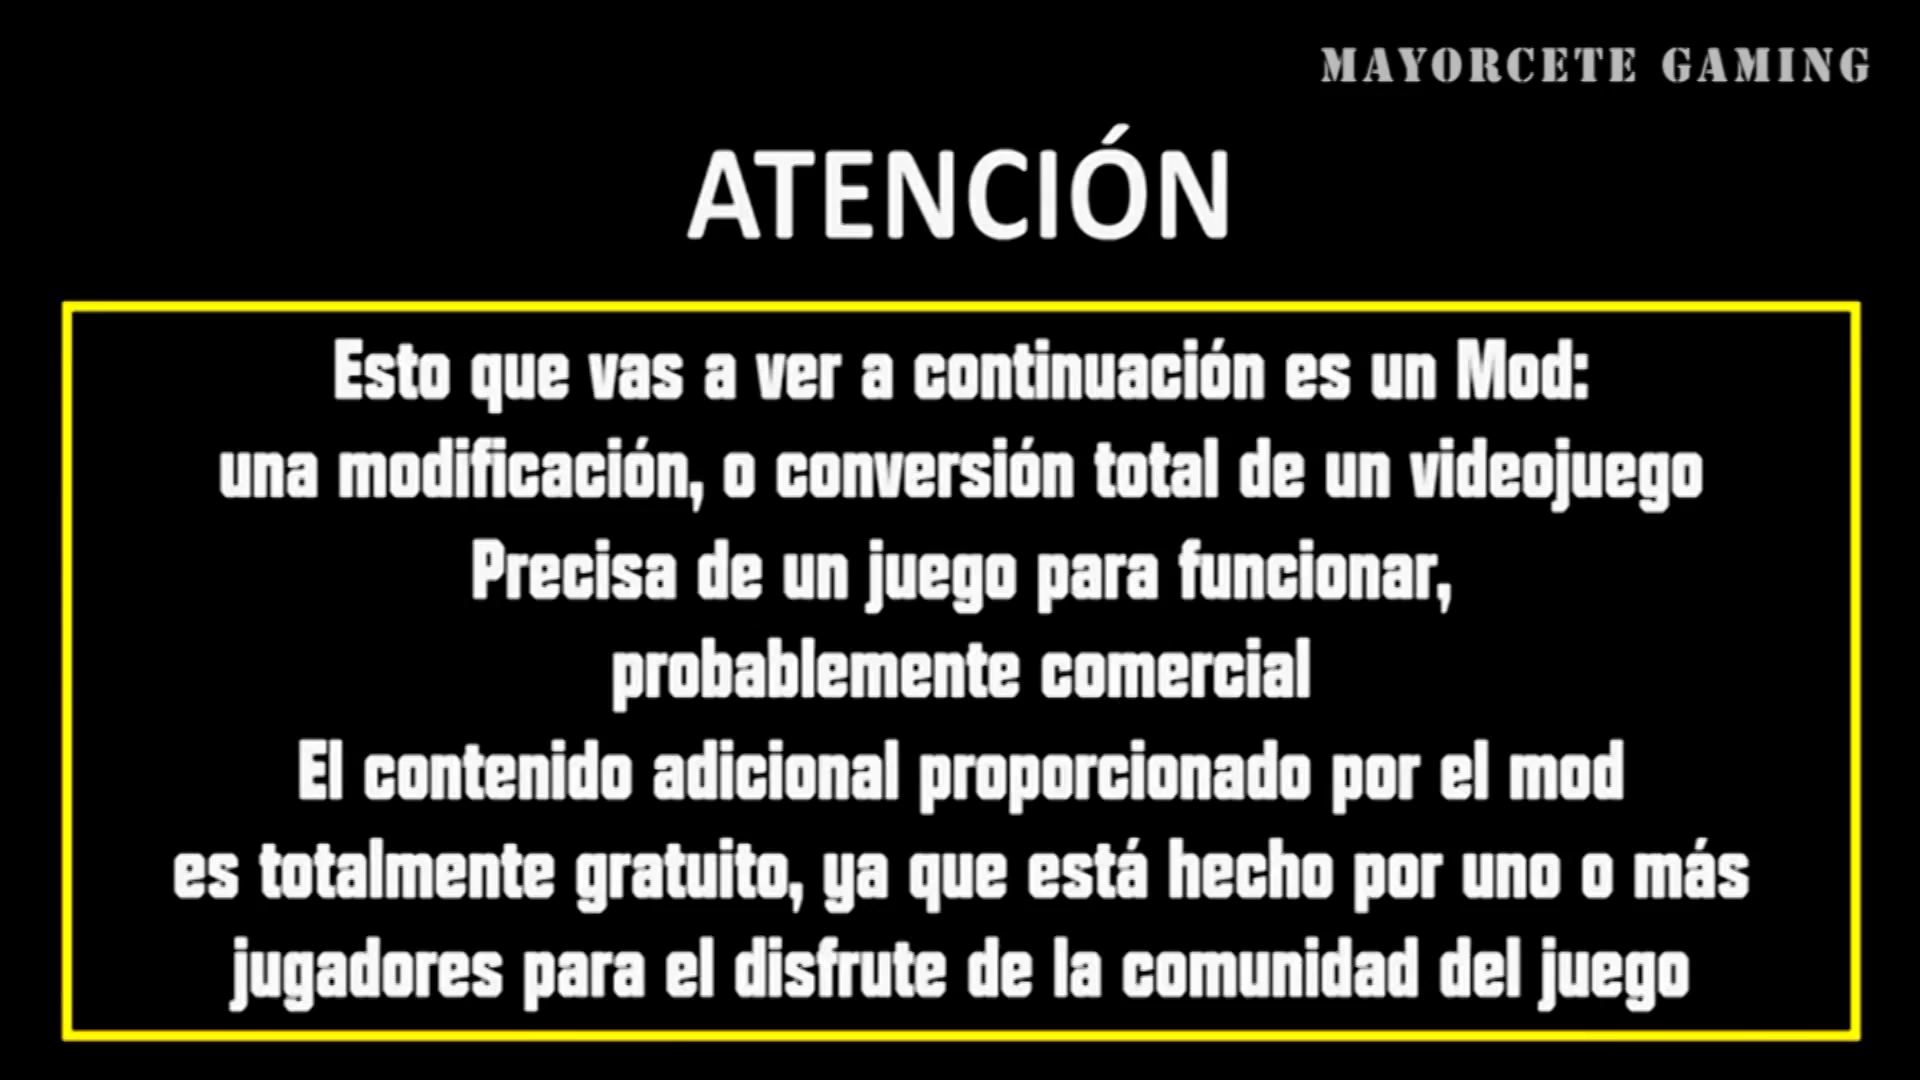 MAYORCETE GAMING
ATENCIÓN
Esto que vas a ver a continuación es un Mod:
una modificación, o conversión total de un videojuego
Precisa de un juego para funcionar,
probablemente comercial
El contenido adicional proporcionado por el mod
es totalmente gratuito, ya que está hecho por uno o más
jugadores para el disfrute de la comunidad del juego